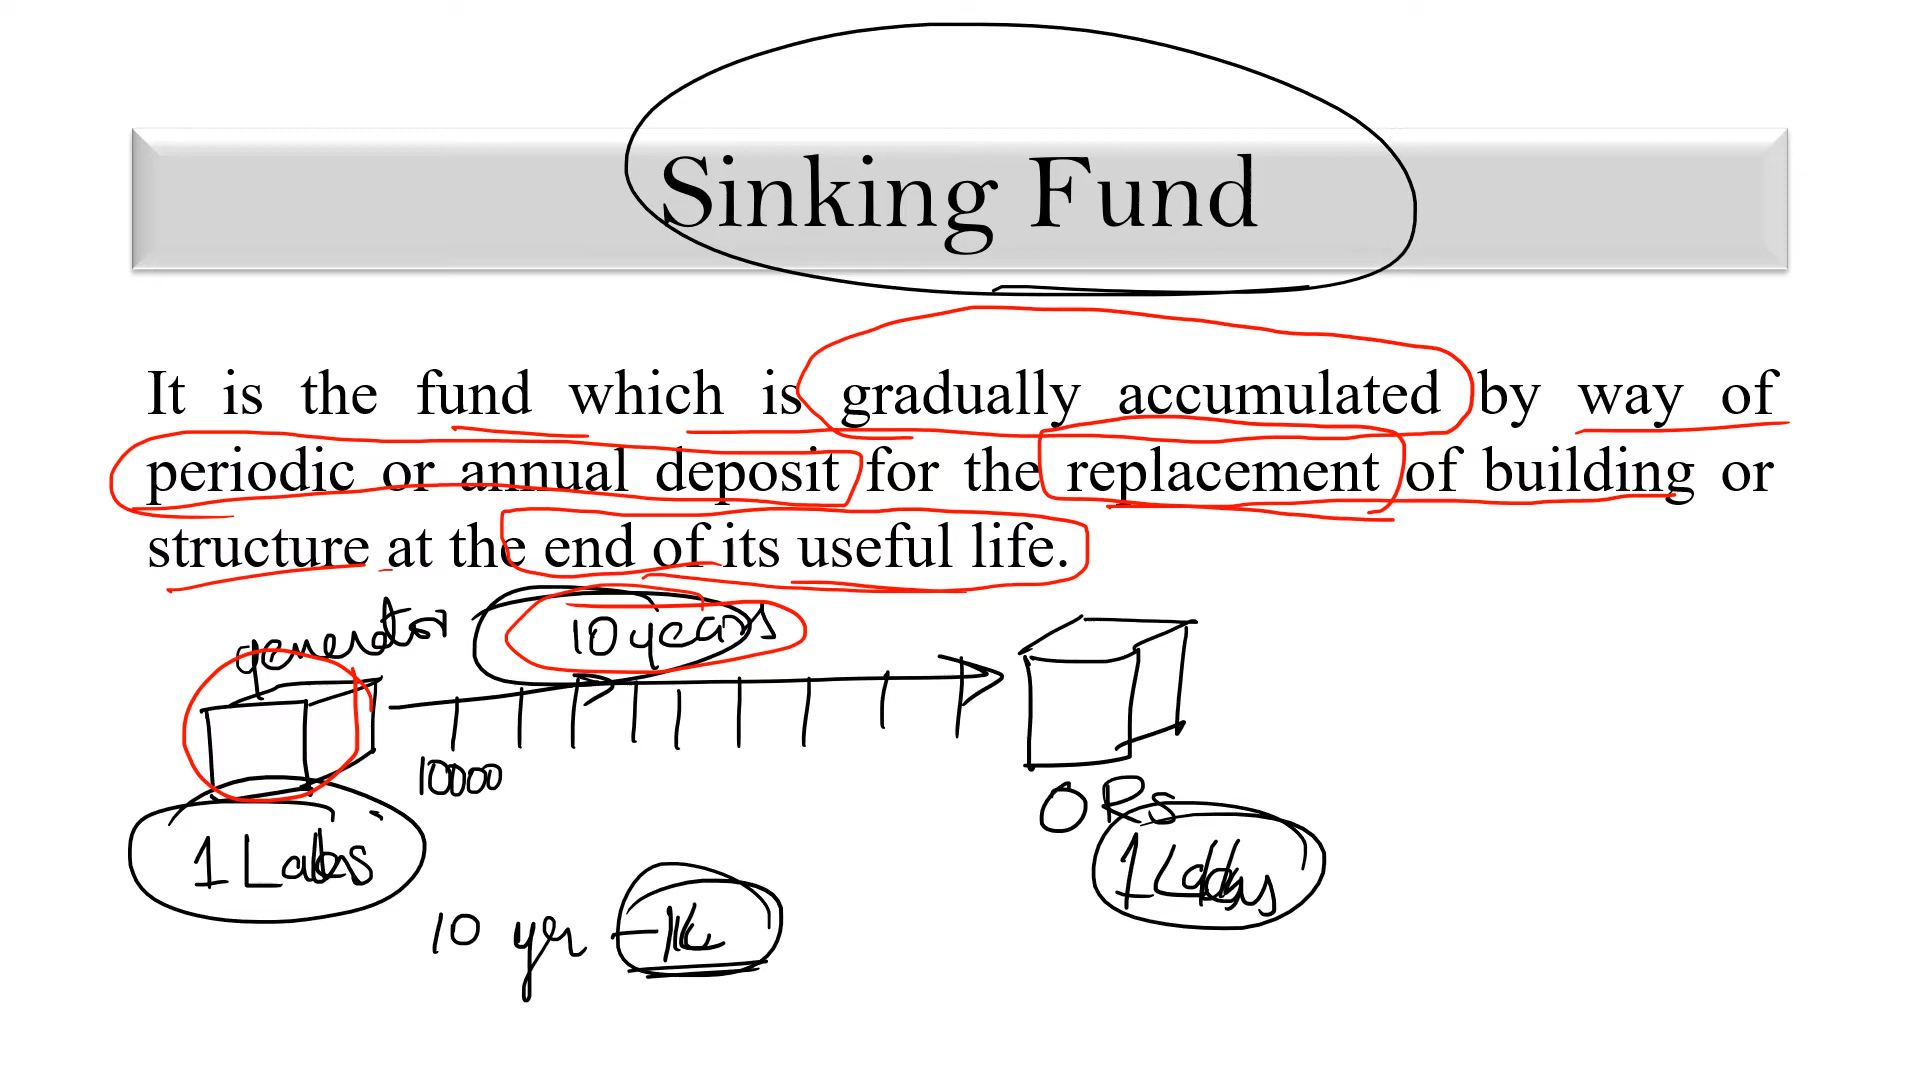 Sinking Fund
It is the fund which is gradually accumulated by way of
periodic or annual deposit for the replacement of building or
structure at the end of its useful life.
generator
10 years
10000
0 Rs
1 Lakhs
10 yr